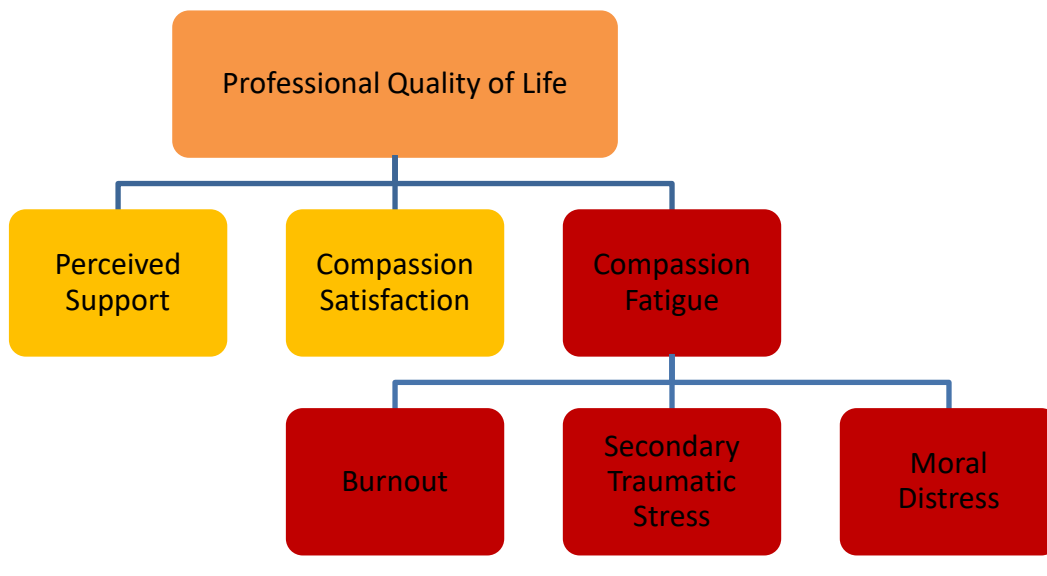 Professional Quality of Life
Perceived
Support
Compassion
Satisfaction
Compassion
Fatigue
Burnout
Secondary
Traumatic
Stress
Moral
Distress